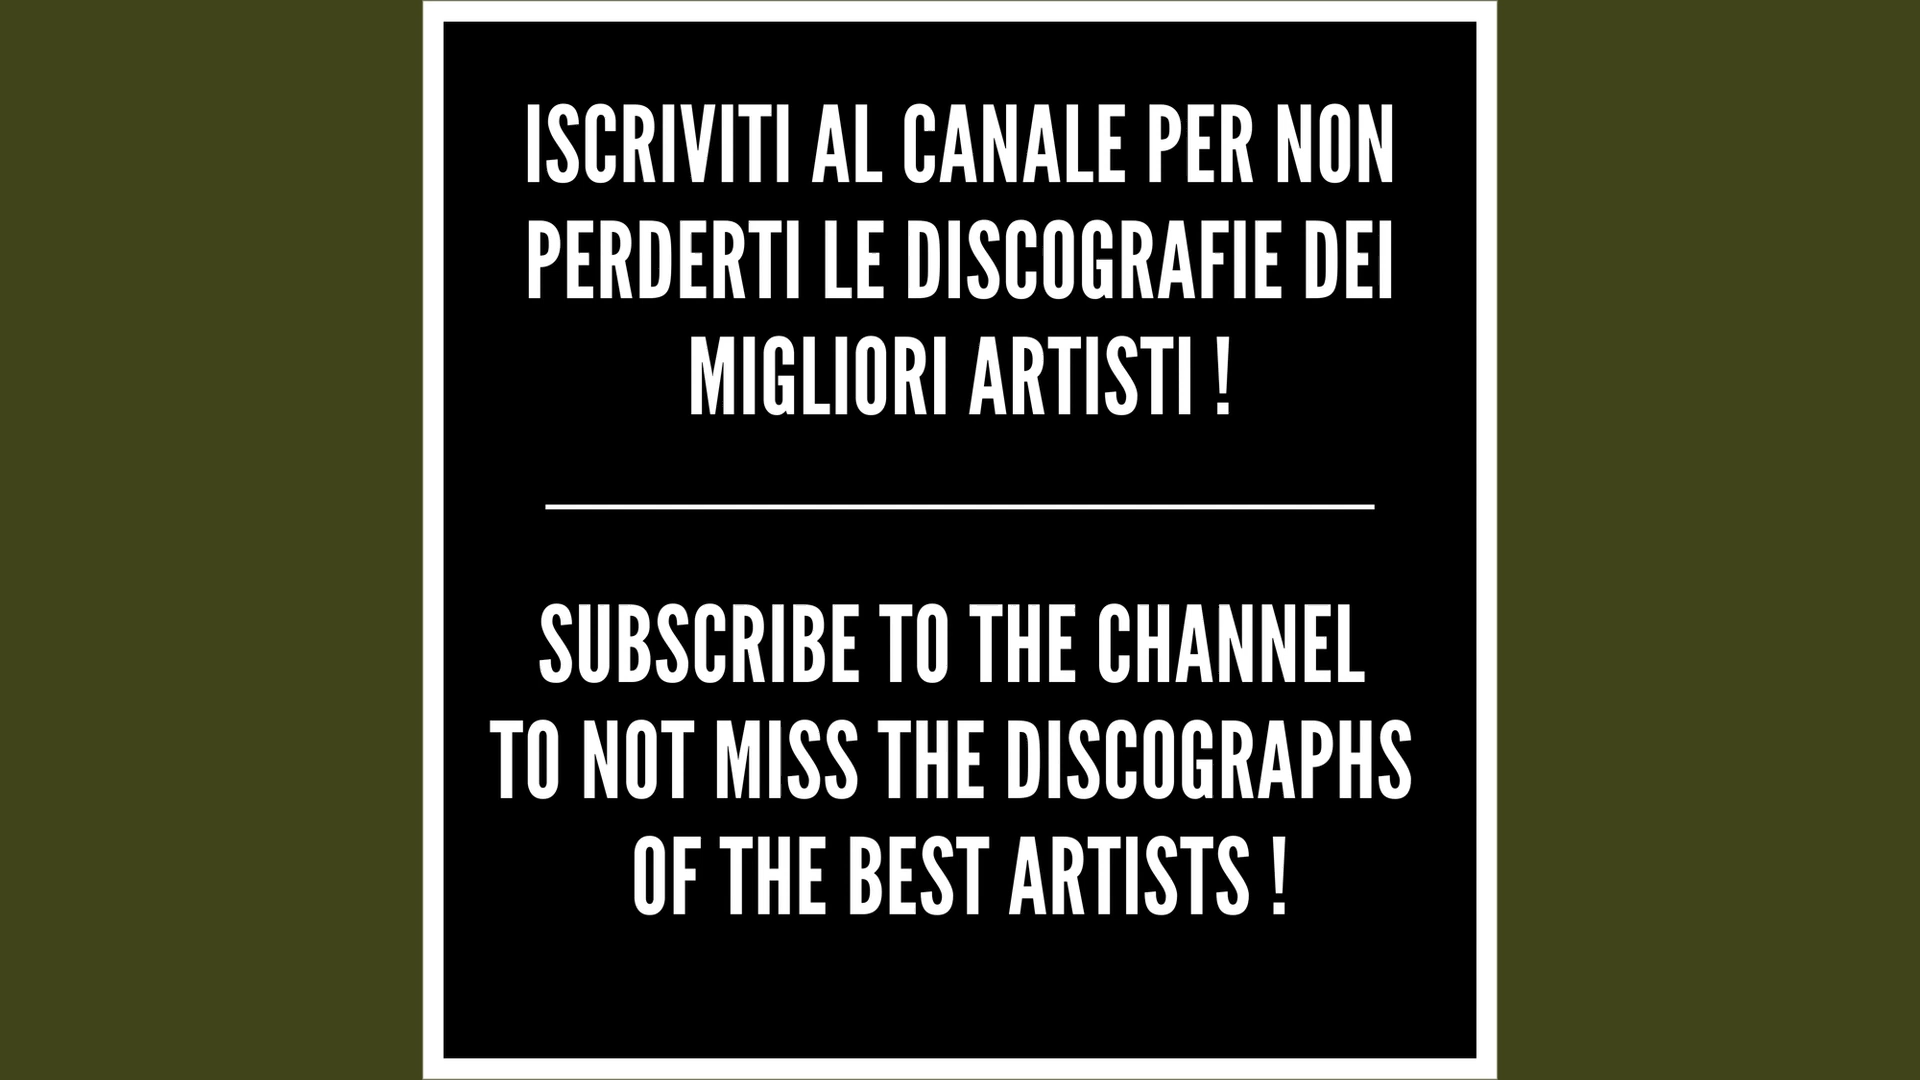 ISCRIVITI AL CANALE PER NON
PERDERTI LE DISCOGRAFIE DEI
MIGLIORI ARTISTI !
SUBSCRIBE TO THE CHANNEL
TO NOT MISS THE DISCOGRAPHS
OF THE BEST ARTISTS !